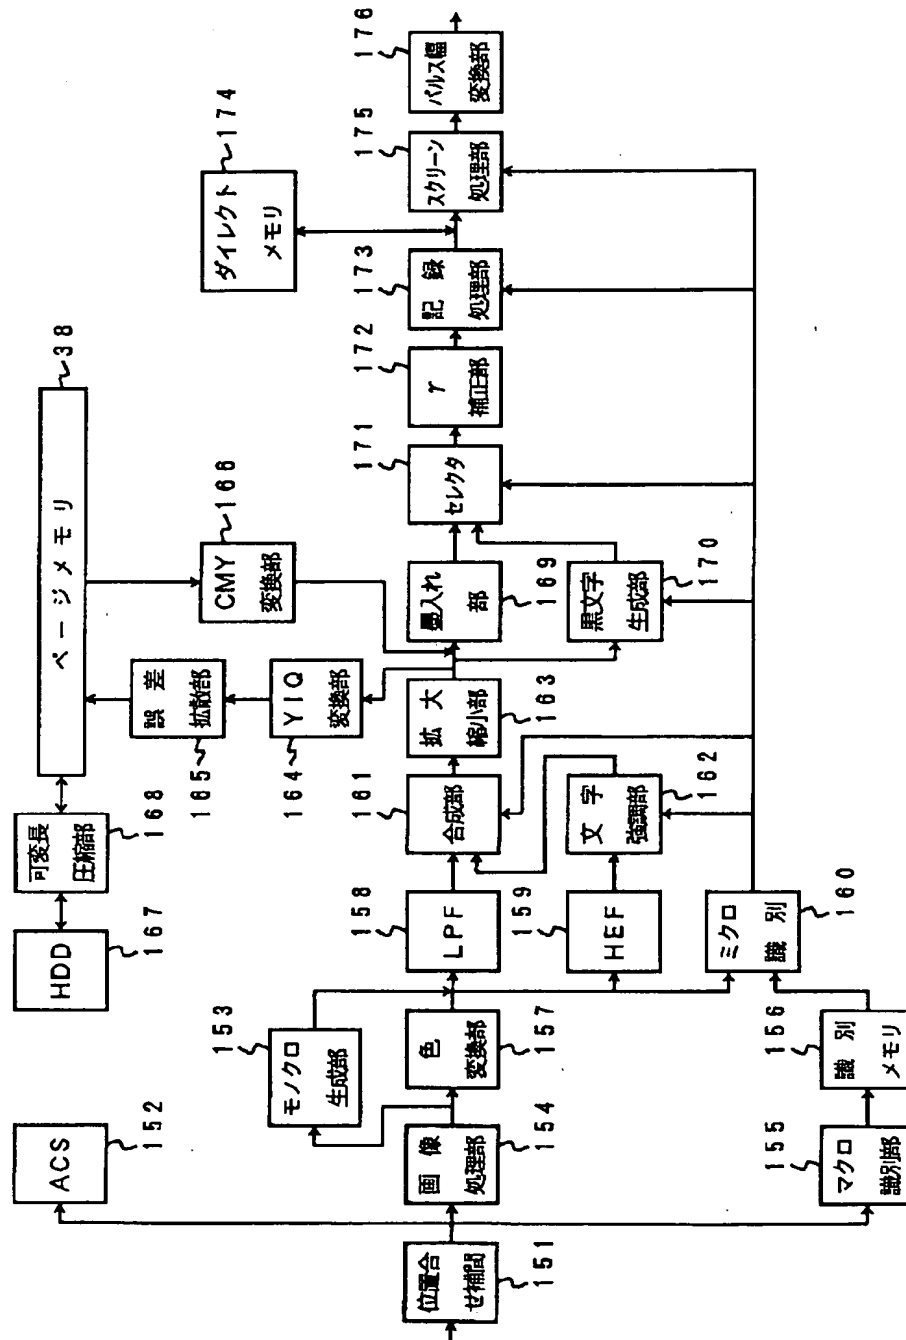 位置合
せ補間
151
ACS
152
モノクロ
生成部
153
画像
処理部
154
マクロ
識別部
155
識別
メモリ
156
色
変換部
157
LPF
158
HEF
159
ミクロ
識別
160
合成部
161
文字
強調部
162
拡大
縮小部
163
YIQ
変換部
164
誤差
拡散部
165
CMY
変換部
166
HDD
167
可変長
圧縮部
168
ページメモリ
38
墨入れ
部
169
黒文字
生成部
170
セレクタ
171
γ
補正部
172
記録
処理部
173
ダイレクト
メモリ
174
スクリーン
処理部
175
パルス幅
変換部
176